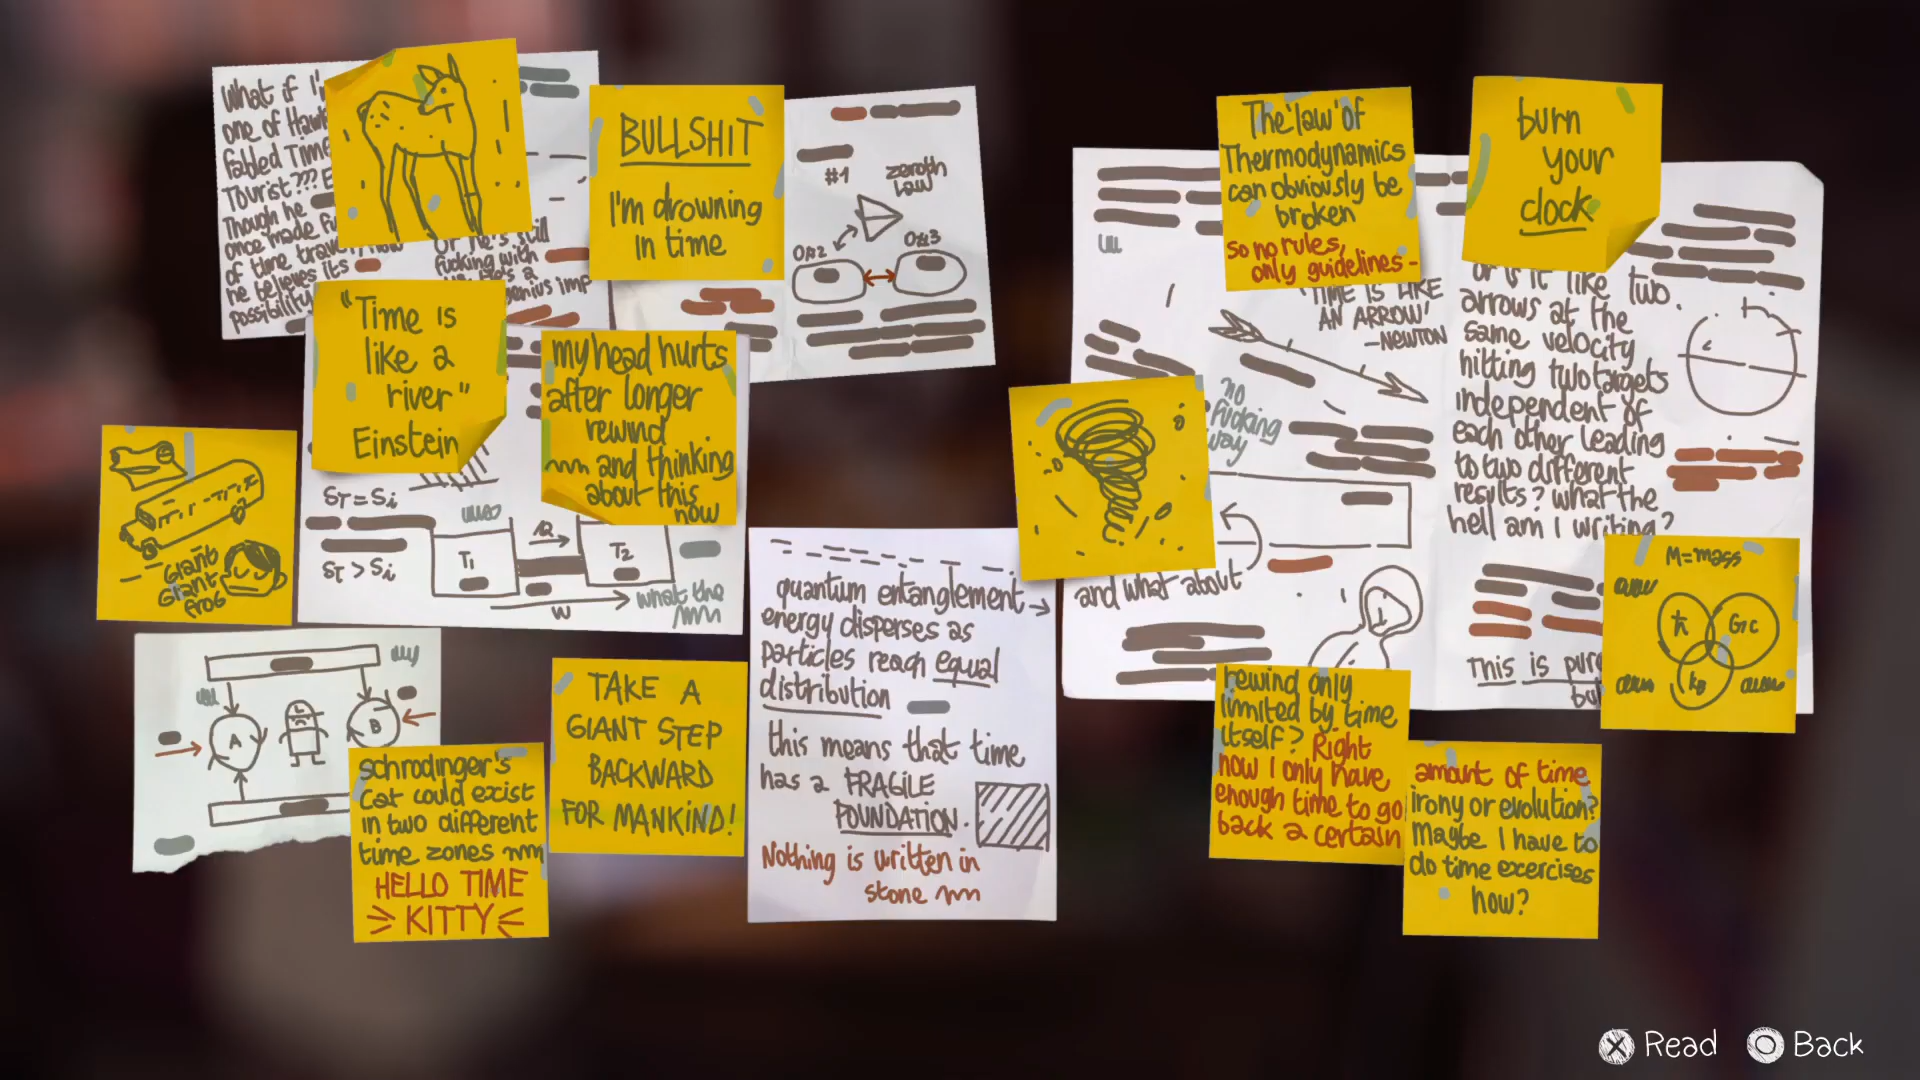 What if I'
one of Haw
fabled Time
Tourist??? E
Though he
once made fu
of time trave
he believes its
possibility
or he's still
fucking with
he's a
genius imp
BULLSHIT
I'm drowning
in time
#1
zeroth
law
"Time is
like a
river"
Einstein
my head hurts
after longer
rewind
and thinking
about this
now
ST = Si
ST > Si
T1
ΔQ
T2
W
what the
Giant
Giant
frog
A
B
schrodinger's
cat could exist
in two different
time zones
HELLO TIME
KITTY
TAKE A
GIANT STEP
BACKWARD
FOR MANKIND!
quantum entanglement →
energy disperses as
particles reach equal
distribution
this means that time
has a FRAGILE
FOUNDATION.
Nothing is written in
stone
The 'law' of
Thermodynamics
can obviously be
broken
so no rules,
only guidelines -
'TIME IS LIKE
AN ARROW'
-NEWTON
no
fucking
way
and what about
burn
your
clock
or is it like two
arrows at the
same velocity
hitting two targets
independent of
each other leading
to two different
results? what the
hell am I writing?
This is pure
bu
M=mass
ħ
G,c
kB
rewind only
limited by time
itself? Right
now I only have
enough time to go
back a certain
amount of time
irony or evolution?
Maybe I have to
do time exercises
now?
Read
Back